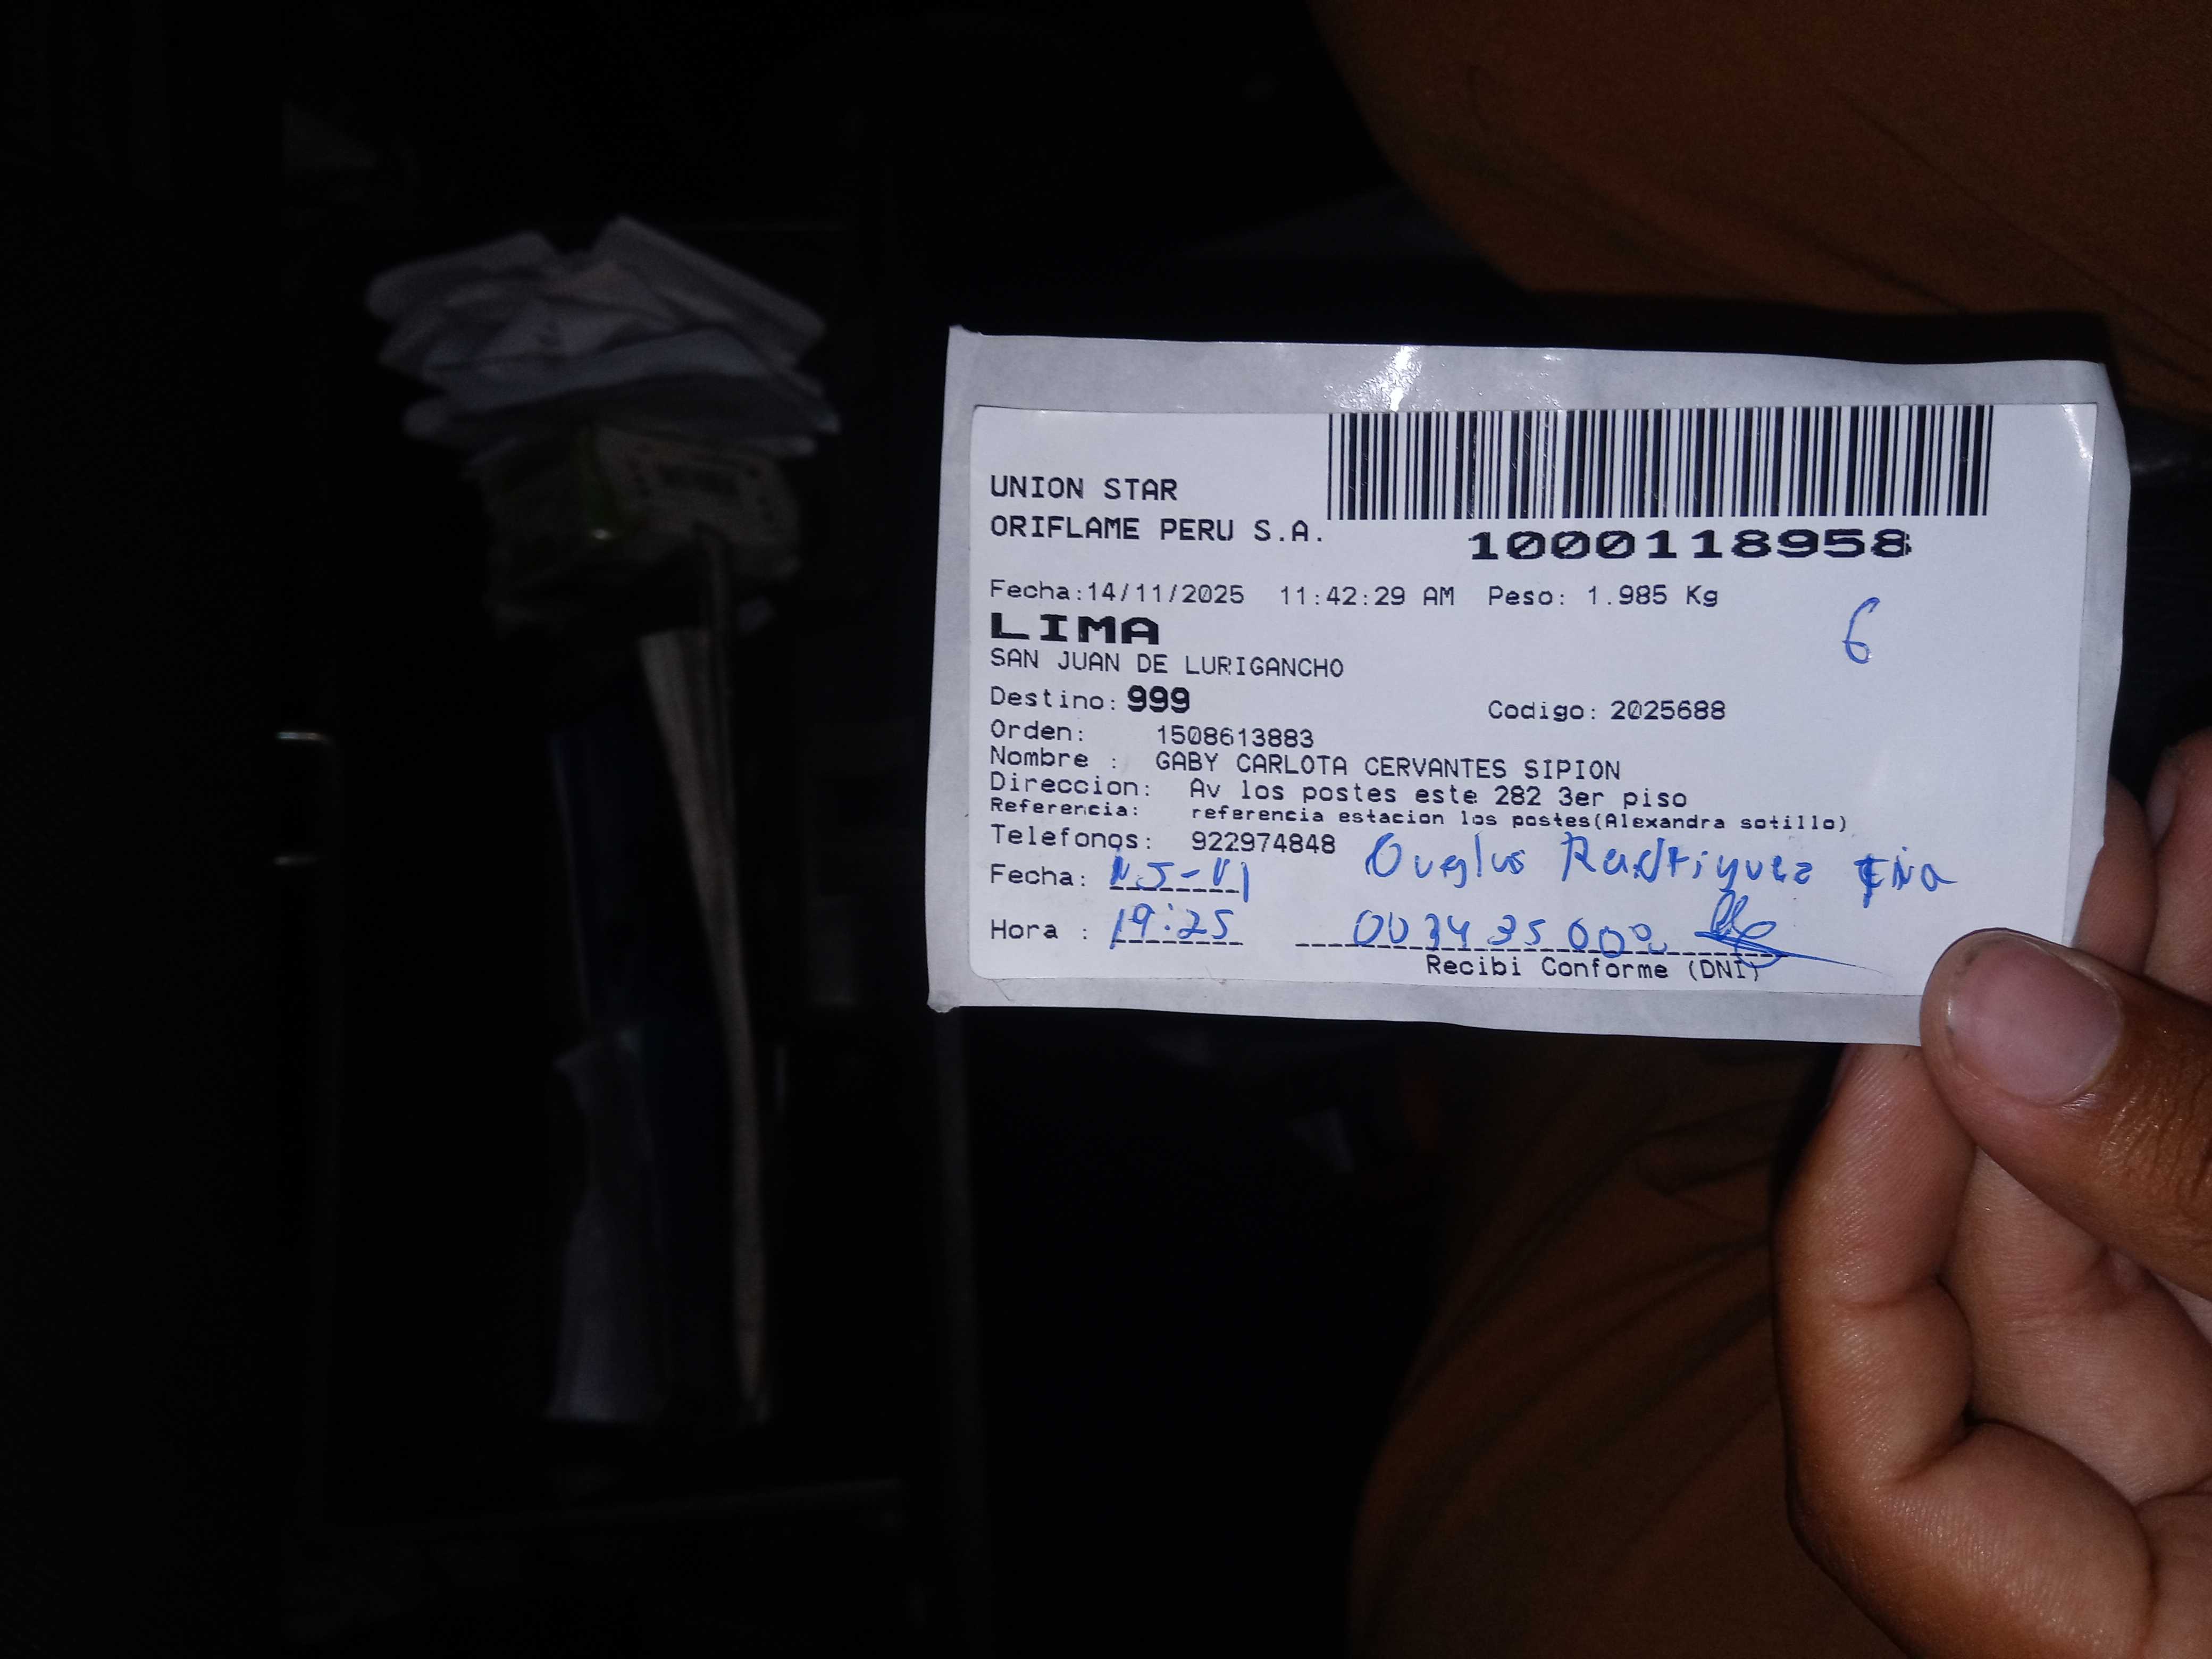 UNION STAR
ORIFLAME PERU S.A.
1000118958
Fecha:14/11/2025 11:42:29 AM Peso: 1.985 Kg
6
LIMA
SAN JUAN DE LURIGANCHO
Destino: 999 Codigo: 2025688
Orden: 1508613883
Nombre : GABY CARLOTA CERVANTES SIPION
Direccion: Av los postes este 282 3er piso
Referencia: referencia estacion los postes(Alexandra sotillo)
Telefonos: 922974848
Fecha:
Hora : 19:25
Recibi Conforme (DNI)